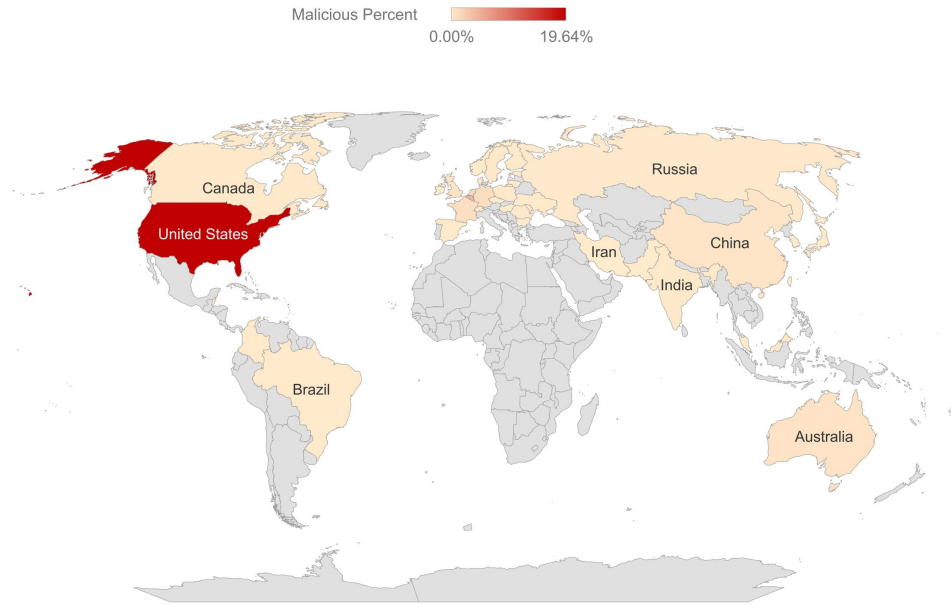 Malicious Percent
0.00% 19.64%
Canada
Russia
United States
China
Iran
India
Brazil
Australia